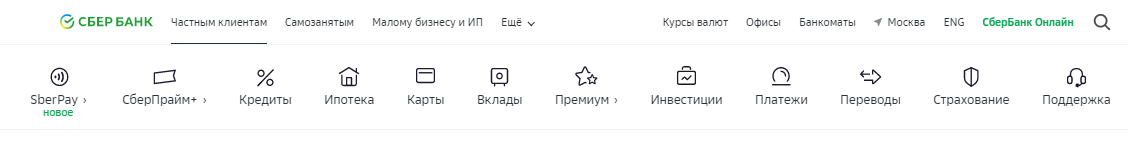 СБЕР БАНК Частным клиентам Самозанятым Малому бизнесу и ИП Ещё Курсы валют Офисы Банкоматы Москва ENG СберБанк Онлайн
SberPay › СберПрайм+ › Кредиты Ипотека Карты Вклады Премиум › Инвестиции Платежи Переводы Страхование Поддержка
новое